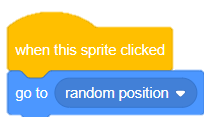 when this sprite clicked
go to random position